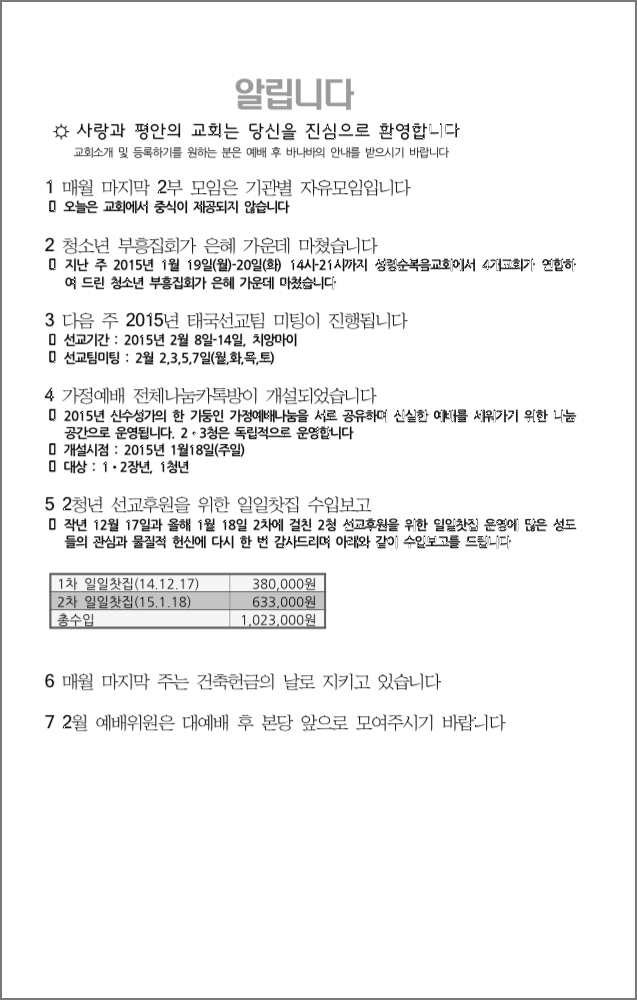 알립니다
☼ 사랑과 평안의 교회는 당신을 진심으로 환영합니다
교회소개 및 등록하기를 원하는 분은 예배 후 바나바의 안내를 받으시기 바랍니다
1 매월 마지막 2부 모임은 기관별 자유모임입니다
▯ 오늘은 교회에서 중식이 제공되지 않습니다
2 청소년 부흥집회가 은혜 가운데 마쳤습니다
▯ 지난 주 2015년 1월 19일(월)-20일(화) 14시-21시까지 성령순복음교회에서 4개교회가 연합하
여 드린 청소년 부흥집회가 은혜 가운데 마쳤습니다
3 다음 주 2015년 태국선교팀 미팅이 진행됩니다
▯ 선교기간 : 2015년 2월 8일-14일, 치앙마이
▯ 선교팀미팅 : 2월 2,3,5,7일(월,화,목,토)
4 가정예배 전체나눔카톡방이 개설되었습니다
▯ 2015년 신수성가의 한 기둥인 가정예배나눔을 서로 공유하며 신실한 예배를 세워가기 위한 나눔
공간으로 운영됩니다. 2·3청은 독립적으로 운영합니다
▯ 개설시점 : 2015년 1월18일(주일)
▯ 대상 : 1·2장년, 1청년
5 2청년 선교후원을 위한 일일찻집 수입보고
▯ 작년 12월 17일과 올해 1월 18일 2차에 걸친 2청 선교후원을 위한 일일찻집 운영에 많은 성도
들의 관심과 물질적 헌신에 다시 한 번 감사드리며 아래와 같이 수입보고를 드립니다
1차 일일찻집(14.12.17) 380,000원
2차 일일찻집(15.1.18) 633,000원
총수입 1,023,000원
6 매월 마지막 주는 건축헌금의 날로 지키고 있습니다
7 2월 예배위원은 대예배 후 본당 앞으로 모여주시기 바랍니다